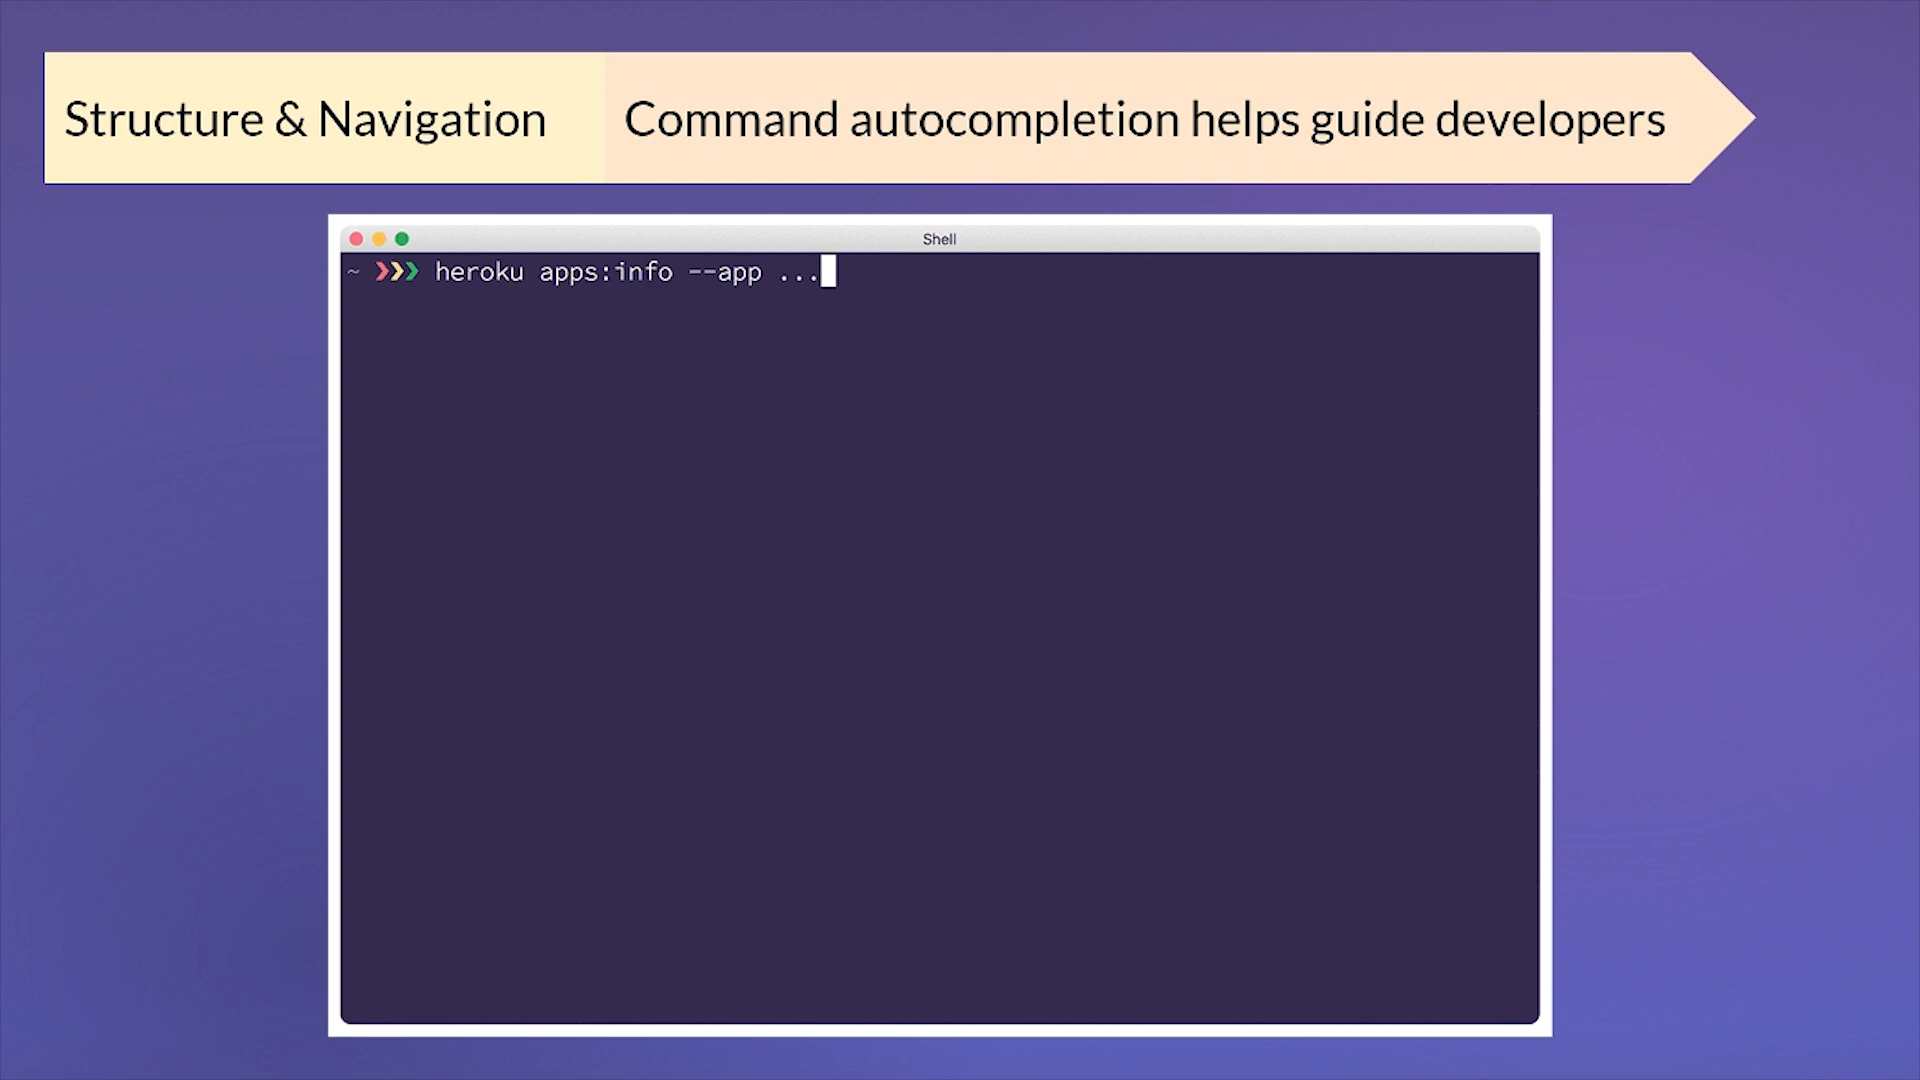 Structure & Navigation
Command autocompletion helps guide developers
Shell
~ ❯❯❯ heroku apps:info --app ...